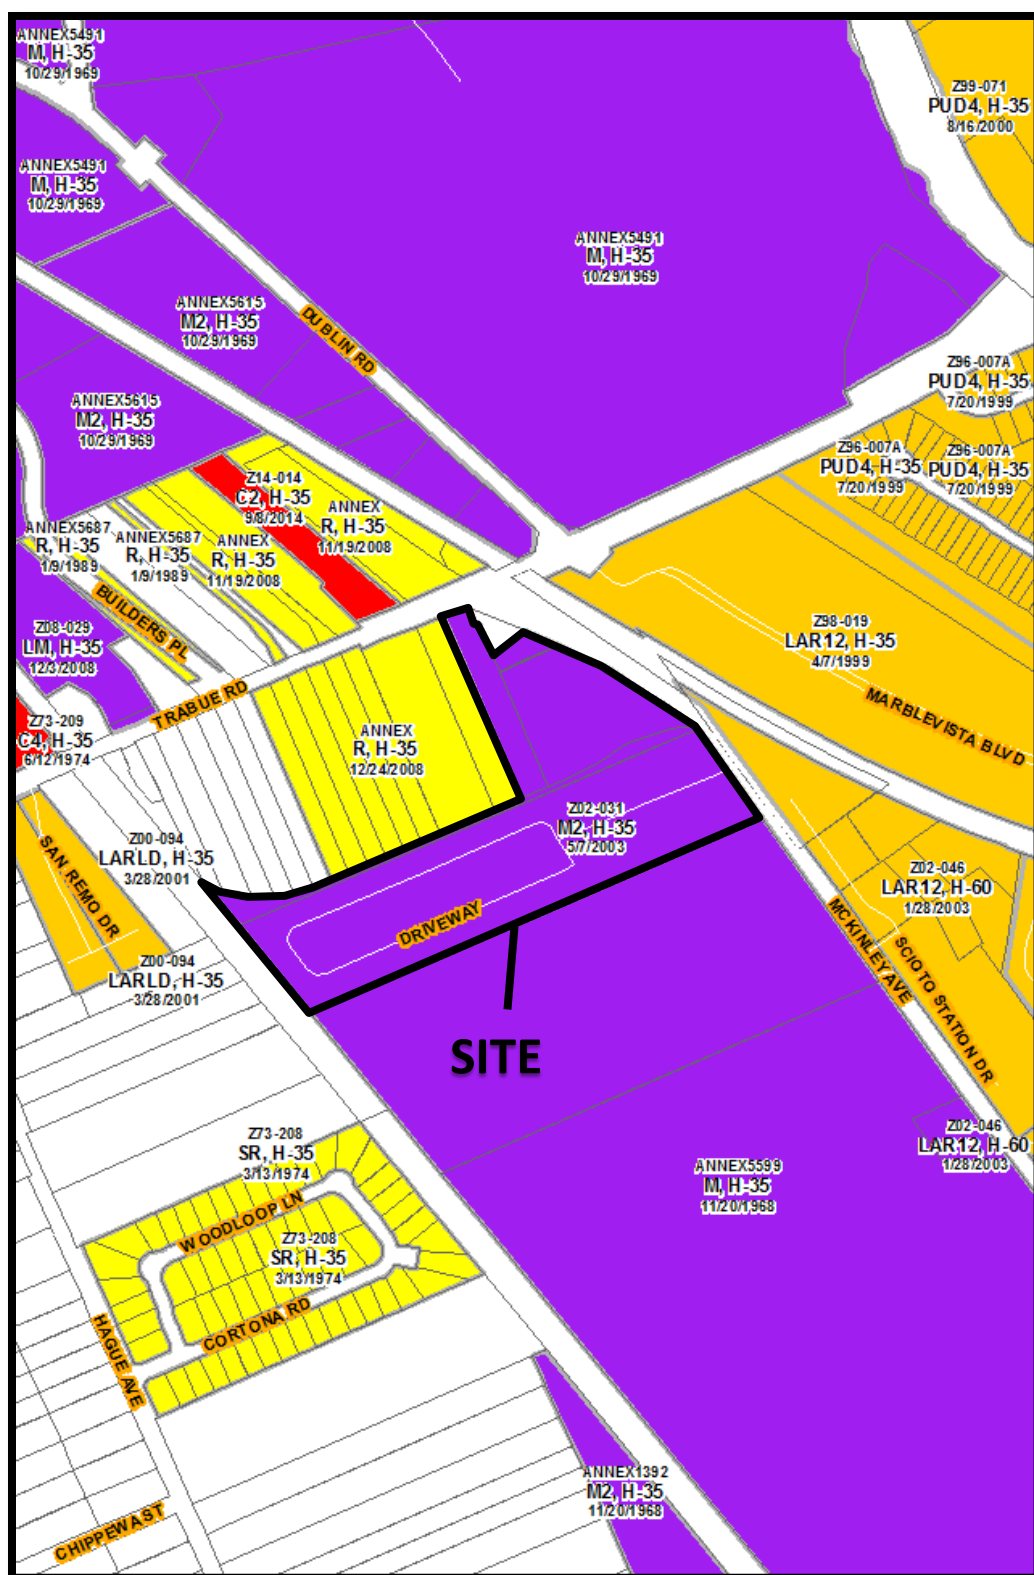 ANNEX5491
M, H-35
10/29/1969
Z99-071
PUD4, H-35
8/16/2000
ANNEX5491
M, H-35
10/29/1969
ANNEX5491
M, H-35
10/29/1969
ANNEX5615
M2, H-35
10/29/1969
DUBLIN RD
Z96-007A
PUD4, H-35
7/20/1999
ANNEX5615
M2, H-35
10/29/1969
Z96-007A
PUD4, H-35
7/20/1999
Z96-007A
PUD4, H-35
7/20/1999
Z14-014
C2, H-35
9/8/2014
ANNEX
R, H-35
11/19/2008
ANNEX5687
R, H-35
1/9/1989
ANNEX5687
R, H-35
1/9/1989
ANNEX
R, H-35
11/19/2008
BUILDERS PL
Z08-029
LM, H-35
12/3/2008
Z98-019
LAR12, H-35
4/7/1999
TRABUE RD
MARBLEVISTA BLVD
Z73-209
C4, H-35
6/12/1974
ANNEX
R, H-35
12/24/2008
Z02-031
M2, H-35
5/7/2003
SAN REMO DR
Z00-094
LARLD, H-35
3/28/2001
Z02-046
LAR12, H-60
1/28/2003
DRIVEWAY
MCKINLEY AVE
SCIOTO STATION DR
Z00-094
LARLD, H-35
3/28/2001
SITE
Z73-208
SR, H-35
3/13/1974
Z02-046
LAR12, H-60
1/28/2003
ANNEX5599
M, H-35
11/20/1968
WOODLOOP LN
Z73-208
SR, H-35
3/13/1974
CORTONA RD
HAGUE AVE
ANNEX1392
M2, H-35
11/20/1968
CHIPPEWA ST